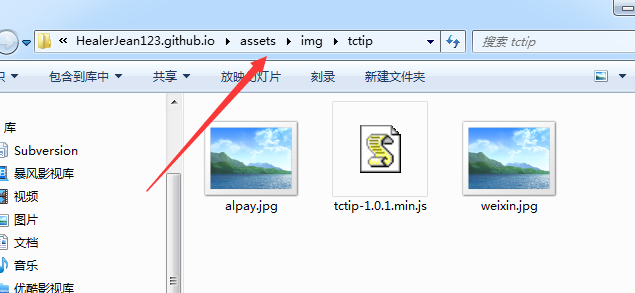 « HealerJean123.github.io ▸ assets ▸ img ▸ tctip
搜索 tctip
包含到库中 共享 放映幻灯片 刻录 新建文件夹
库
Subversion
暴风影视库
视频
图片
文档
音乐
优酷影视库
alpay.jpg
tctip-1.0.1.min.js
weixin.jpg